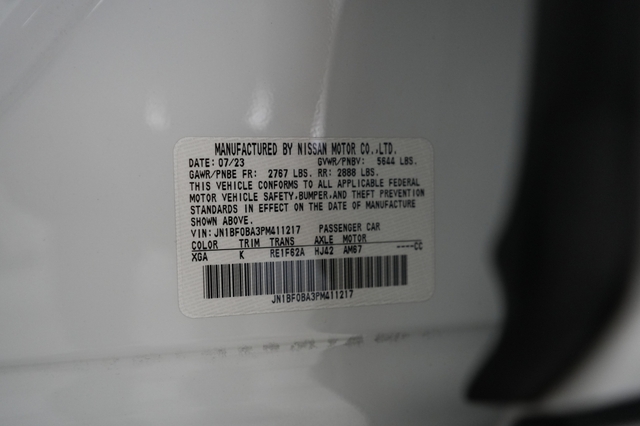 MANUFACTURED BY NISSAN MOTOR CO.,LTD.
DATE: 07/23 GVWR/PNBV: 5644 LBS.
GAWR/PNBE FR: 2767 LBS. RR: 2888 LBS.
THIS VEHICLE CONFORMS TO ALL APPLICABLE FEDERAL
MOTOR VEHICLE SAFETY,BUMPER,AND THEFT PREVENTION
STANDARDS IN EFFECT ON THE DATE OF MANUFACTURE
SHOWN ABOVE.
VIN: JN1BF0BA3PM411217 PASSENGER CAR
COLOR TRIM TRANS AXLE MOTOR
XGA K RE1F62A HJ42 AM67 ----CC
JN1BF0BA3PM411217